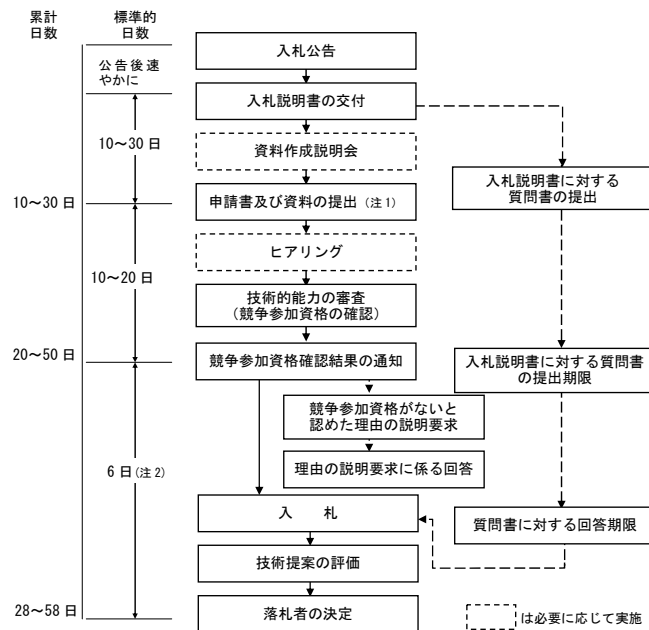 累計
日数
標準的
日数
公告後速
やかに
入札公告
入札説明書の交付
10～30 日
資料作成説明会
入札説明書に対する
質問書の提出
10～30 日
申請書及び資料の提出 (注 1)
ヒアリング
10～20 日
技術的能力の審査
(競争参加資格の確認)
20～50 日
競争参加資格確認結果の通知
入札説明書に対する質問書
の提出期限
競争参加資格がないと
認めた理由の説明要求
理由の説明要求に係る回答
6 日 (注 2)
入　札
質問書に対する回答期限
技術提案の評価
28～58 日
落札者の決定
は必要に応じて実施